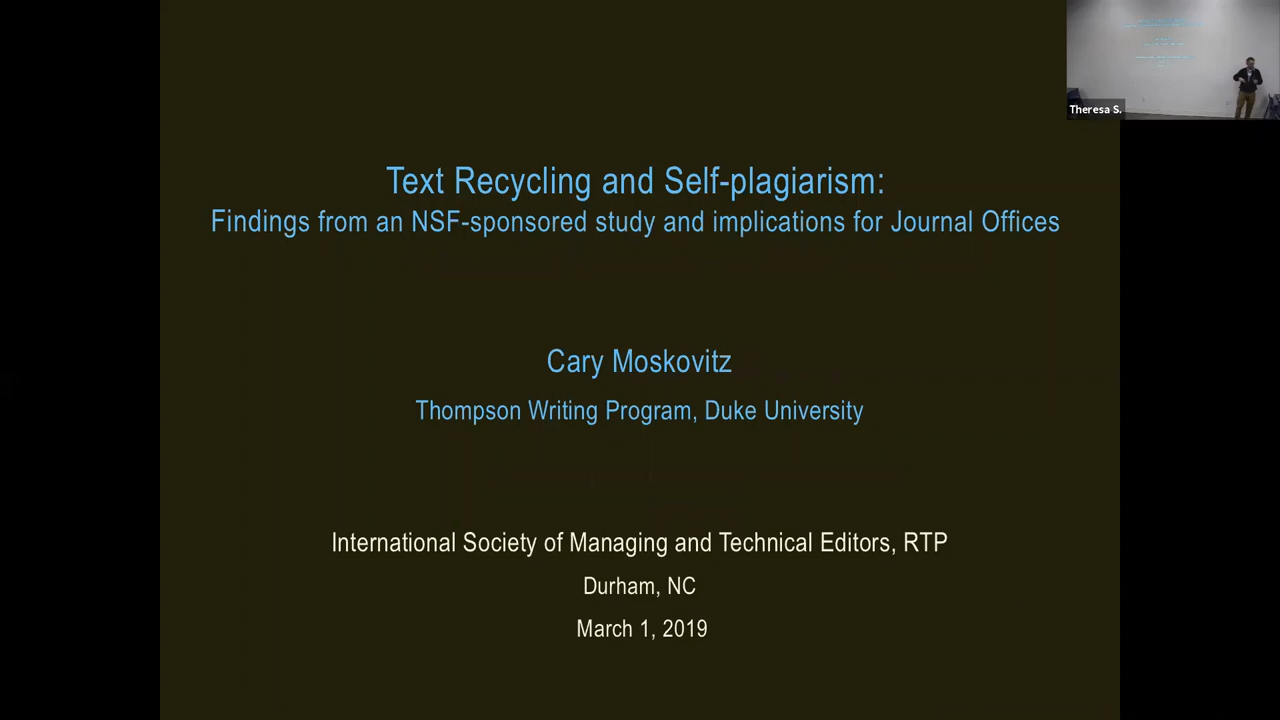 Theresa S.
Text Recycling and Self-plagiarism:
Findings from an NSF-sponsored study and implications for Journal Offices
Cary Moskovitz
Thompson Writing Program, Duke University
International Society of Managing and Technical Editors, RTP
Durham, NC
March 1, 2019